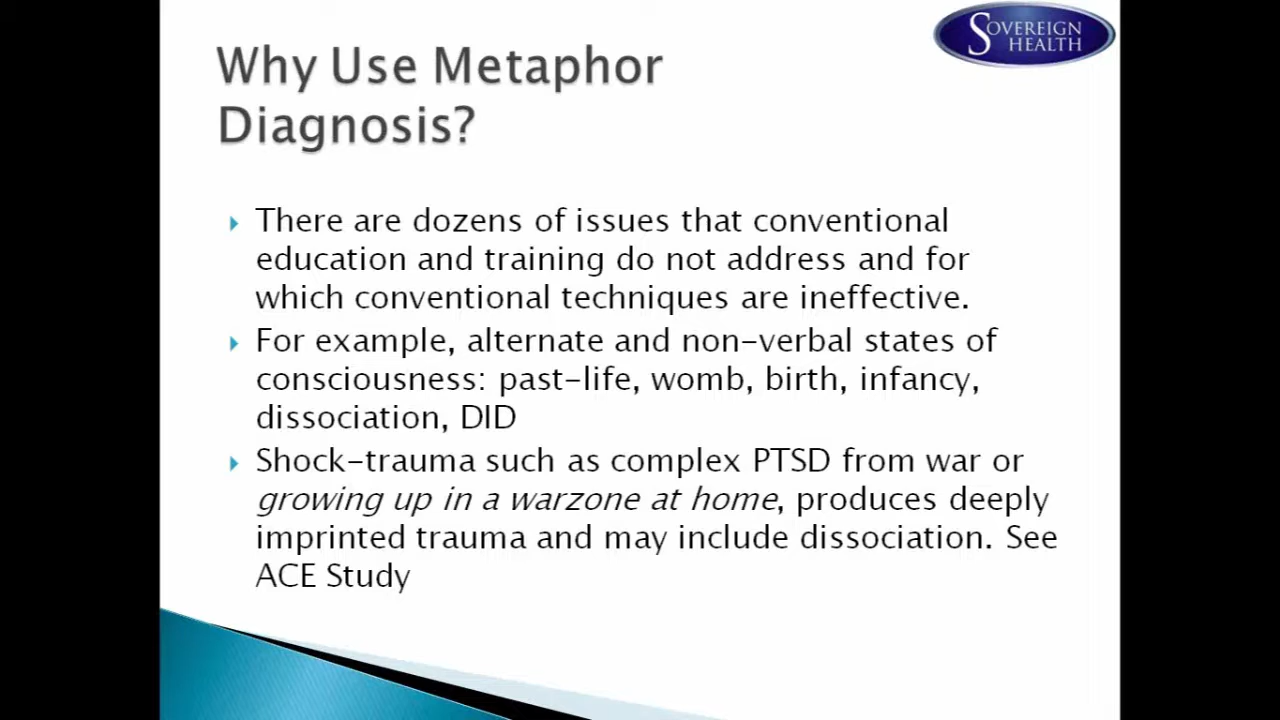 SOVEREIGN
HEALTH
Why Use Metaphor
Diagnosis?
There are dozens of issues that conventional
education and training do not address and for
which conventional techniques are ineffective.
For example, alternate and non-verbal states of
consciousness: past-life, womb, birth, infancy,
dissociation, DID
Shock-trauma such as complex PTSD from war or
growing up in a warzone at home, produces deeply
imprinted trauma and may include dissociation. See
ACE Study